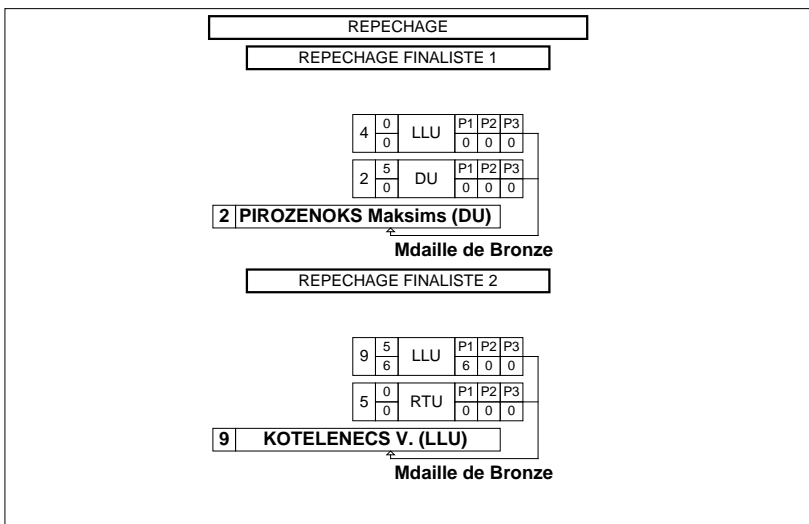 REPECHAGE
REPECHAGE FINALISTE 1
4 0 LLU P1 P2 P3
0 0 0 0
2 5 DU P1 P2 P3
0 0 0 0
2 PIROZENOKS Maksims (DU)
Mdaille de Bronze
REPECHAGE FINALISTE 2
9 5 LLU P1 P2 P3
6 6 0 0
5 0 RTU P1 P2 P3
0 0 0 0
9 KOTELENECS V. (LLU)
Mdaille de Bronze